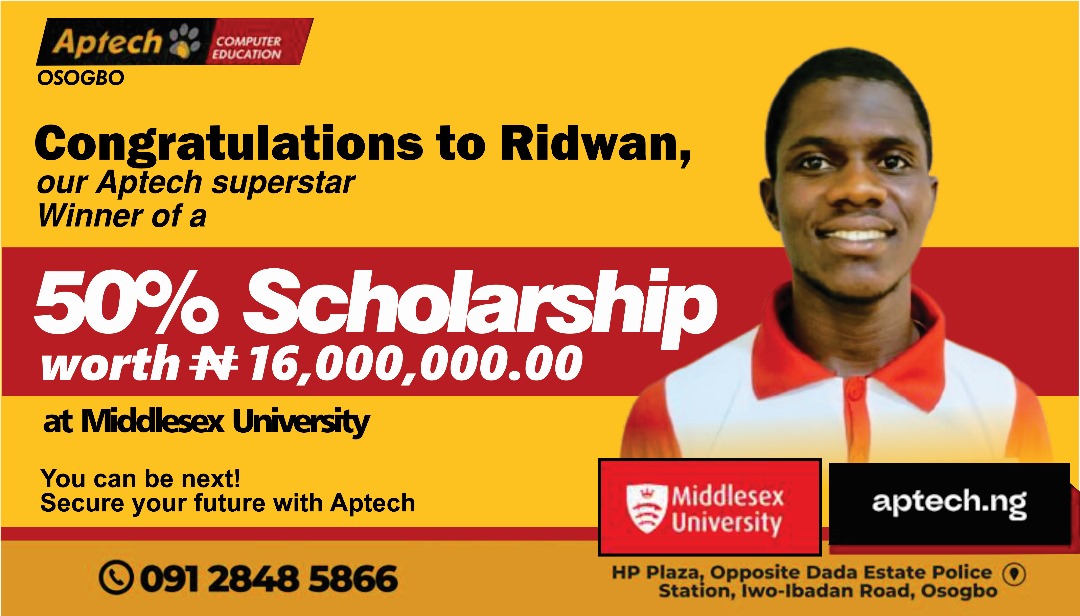 Aptech COMPUTER
EDUCATION
OSOGBO
Congratulations to Ridwan,
our Aptech superstar
Winner of a
50% Scholarship
worth ₦ 16,000,000.00
at Middlesex University
You can be next!
Secure your future with Aptech
Middlesex
University
aptech.ng
091 2848 5866
HP Plaza, Opposite Dada Estate Police
Station, Iwo-Ibadan Road, Osogbo